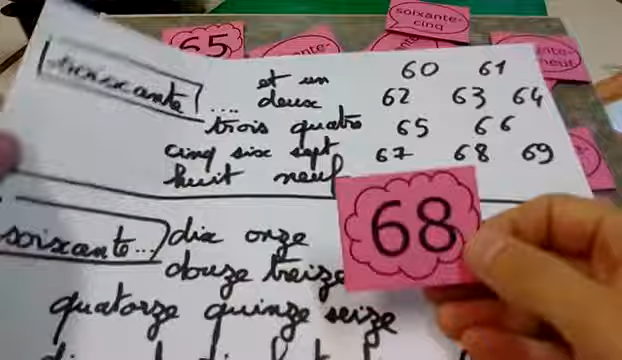 soixante-
cinq
65
soixante
et un 60 61
.... deux 62 63 64
trois quatre 65 66
cinq six sept 67 68 69
huit neuf
68
soixante... dix onze
douze treize
quatorze quinze seize